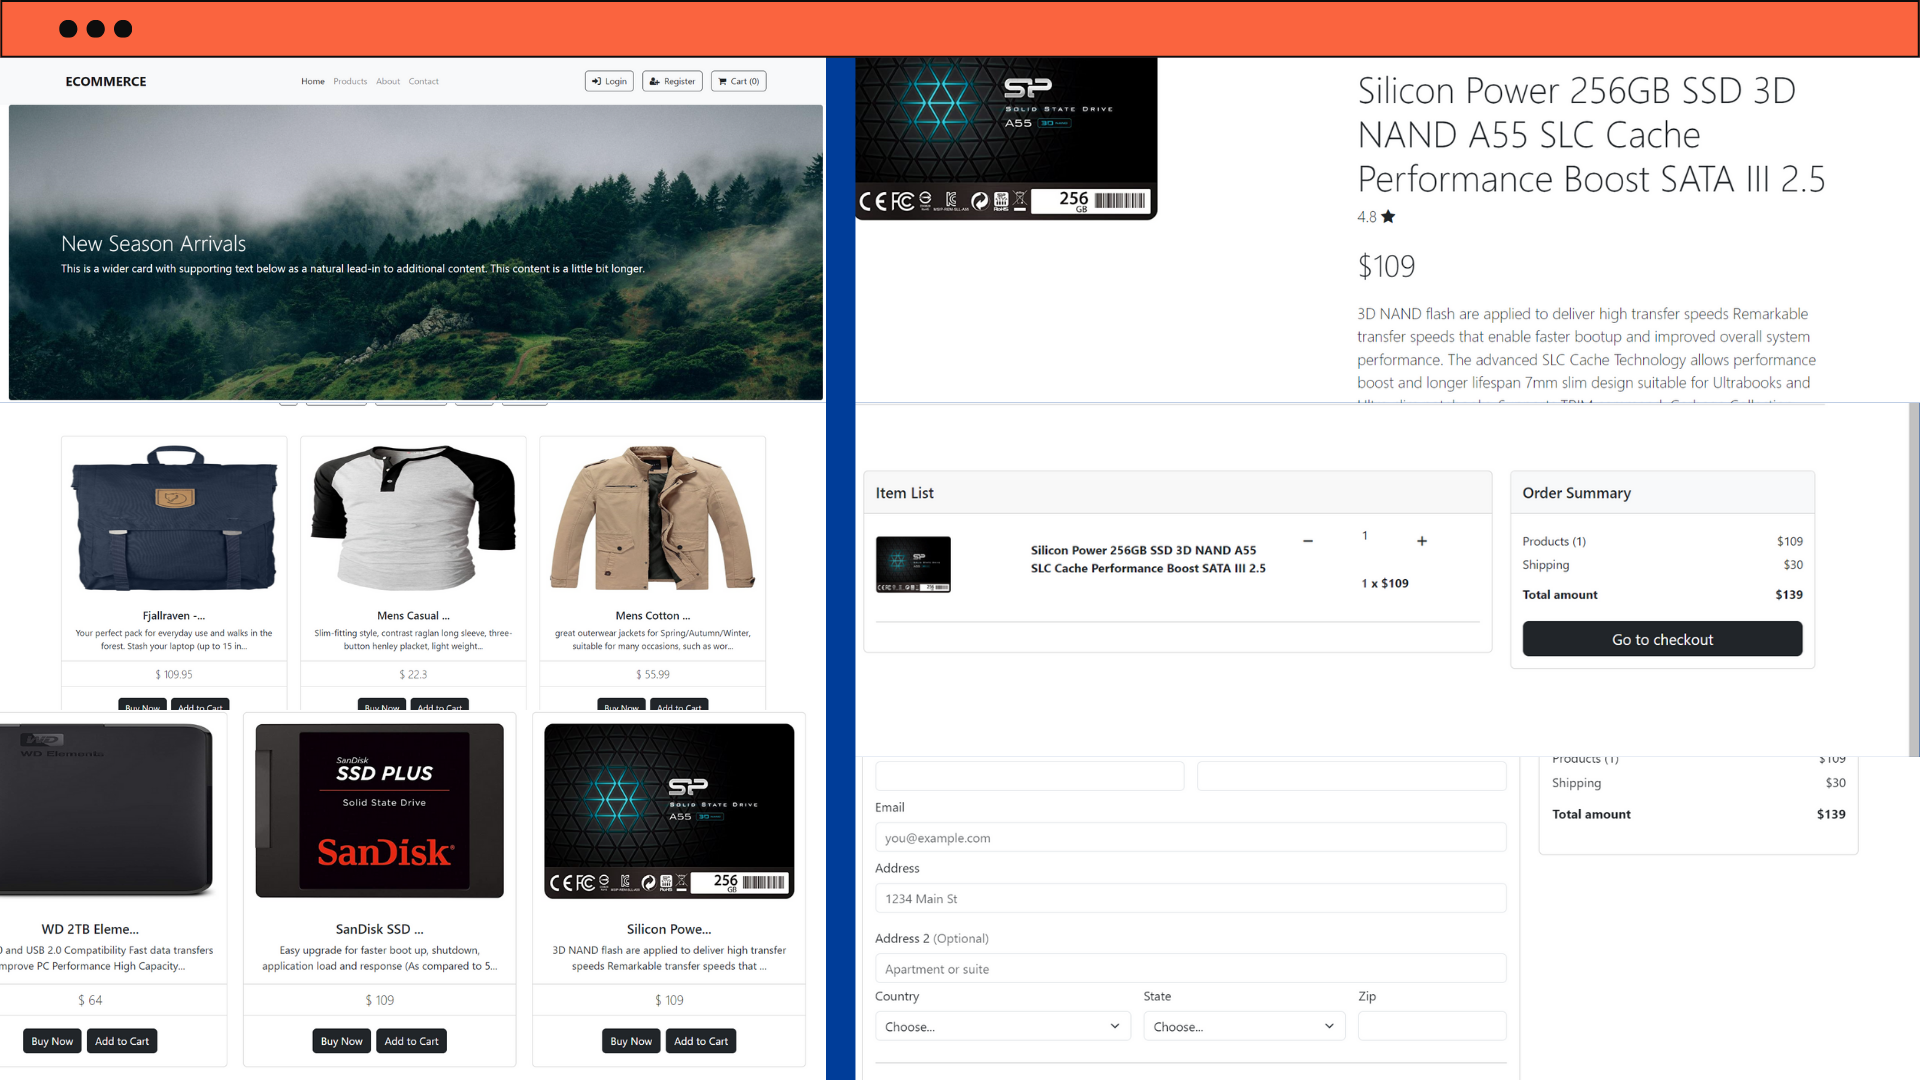 ECOMMERCE
Home Products About Contact
Login Register Cart (0)
New Season Arrivals
This is a wider card with supporting text below as a natural lead-in to additional content. This content is a little bit longer.
Fjallraven -...
Your perfect pack for everyday use and walks in the
forest. Stash your laptop (up to 15 in...
$ 109.95
Buy Now Add to Cart
Mens Casual ...
Slim-fitting style, contrast raglan long sleeve, three-
button henley placket, light weight...
$ 22.3
Buy Now Add to Cart
Mens Cotton ...
great outerwear jackets for Spring/Autumn/Winter,
suitable for many occasions, such as wor...
$ 55.99
Buy Now Add to Cart
WD
WD Elements
WD 2TB Eleme...
and USB 2.0 Compatibility Fast data transfers
mprove PC Performance High Capacity...
$ 64
Buy Now Add to Cart
SanDisk
SSD PLUS
Solid State Drive
SanDisk
SanDisk SSD ...
Easy upgrade for faster boot up, shutdown,
application load and response (As compared to 5...
$ 109
Buy Now Add to Cart
SP
SOLID STATE DRIVE
A55
CE FC
256
GB
Silicon Powe...
3D NAND flash are applied to deliver high transfer
speeds Remarkable transfer speeds that ...
$ 109
Buy Now Add to Cart
SP
SOLID STATE DRIVE
A55
CE FC
256
GB
Silicon Power 256GB SSD 3D
NAND A55 SLC Cache
Performance Boost SATA III 2.5
4.8
$109
3D NAND flash are applied to deliver high transfer speeds Remarkable
transfer speeds that enable faster bootup and improved overall system
performance. The advanced SLC Cache Technology allows performance
boost and longer lifespan 7mm slim design suitable for Ultrabooks and
Item List
Silicon Power 256GB SSD 3D NAND A55
SLC Cache Performance Boost SATA III 2.5
− 1 +
1 x $109
Order Summary
Products (1) $109
Shipping $30
Total amount $139
Go to checkout
Email
you@example.com
Address
1234 Main St
Address 2 (Optional)
Apartment or suite
Country State Zip
Choose... Choose...
Products (1) $109
Shipping $30
Total amount $139